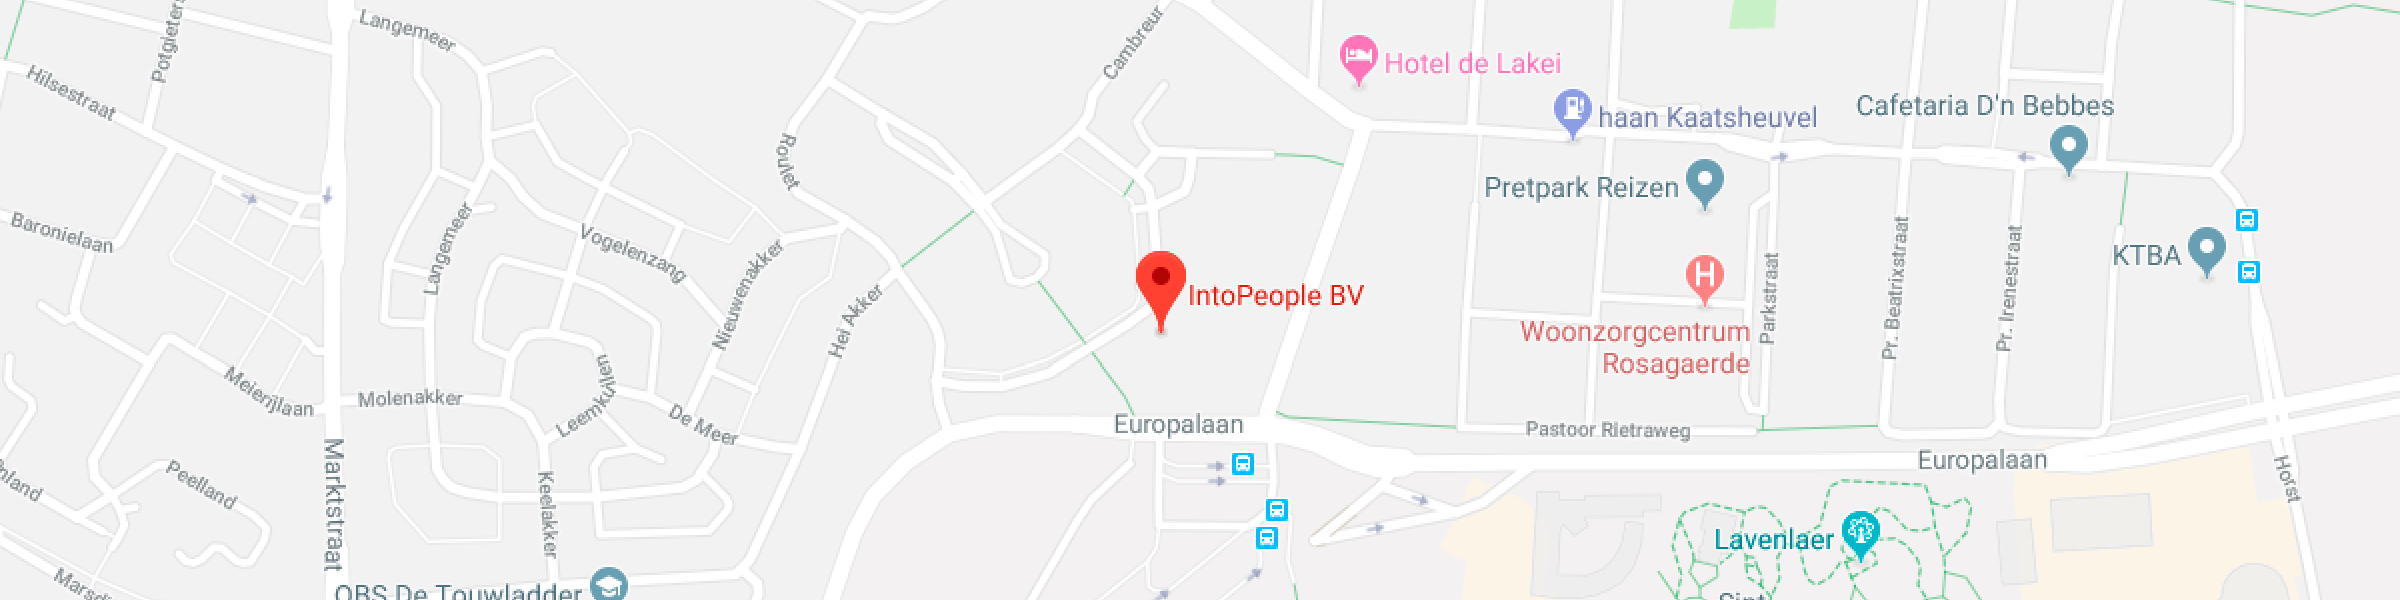 Langemeer
Potgieters
Cambreur
Hotel de Lakei
Hilsestraat
haan Kaatsheuvel
Cafetaria D'n Bebbes
Roulet
Pretpark Reizen
Baronielaan
Langemeer
Vogelenzang
Nieuwenakker
Hei Akker
IntoPeople BV
KTBA
Parkstraat
Pr. Beatrixstraat
Pr. Irenestraat
Woonzorgcentrum
Rosagaerde
Meierijlaan
Molenakker
Leemkuilen
De Meer
Europalaan
Pastoor Rietraweg
Europalaan
Marktstraat
Peelland
Keelakker
Horst
Lavenlaer
OBS De Touwladder